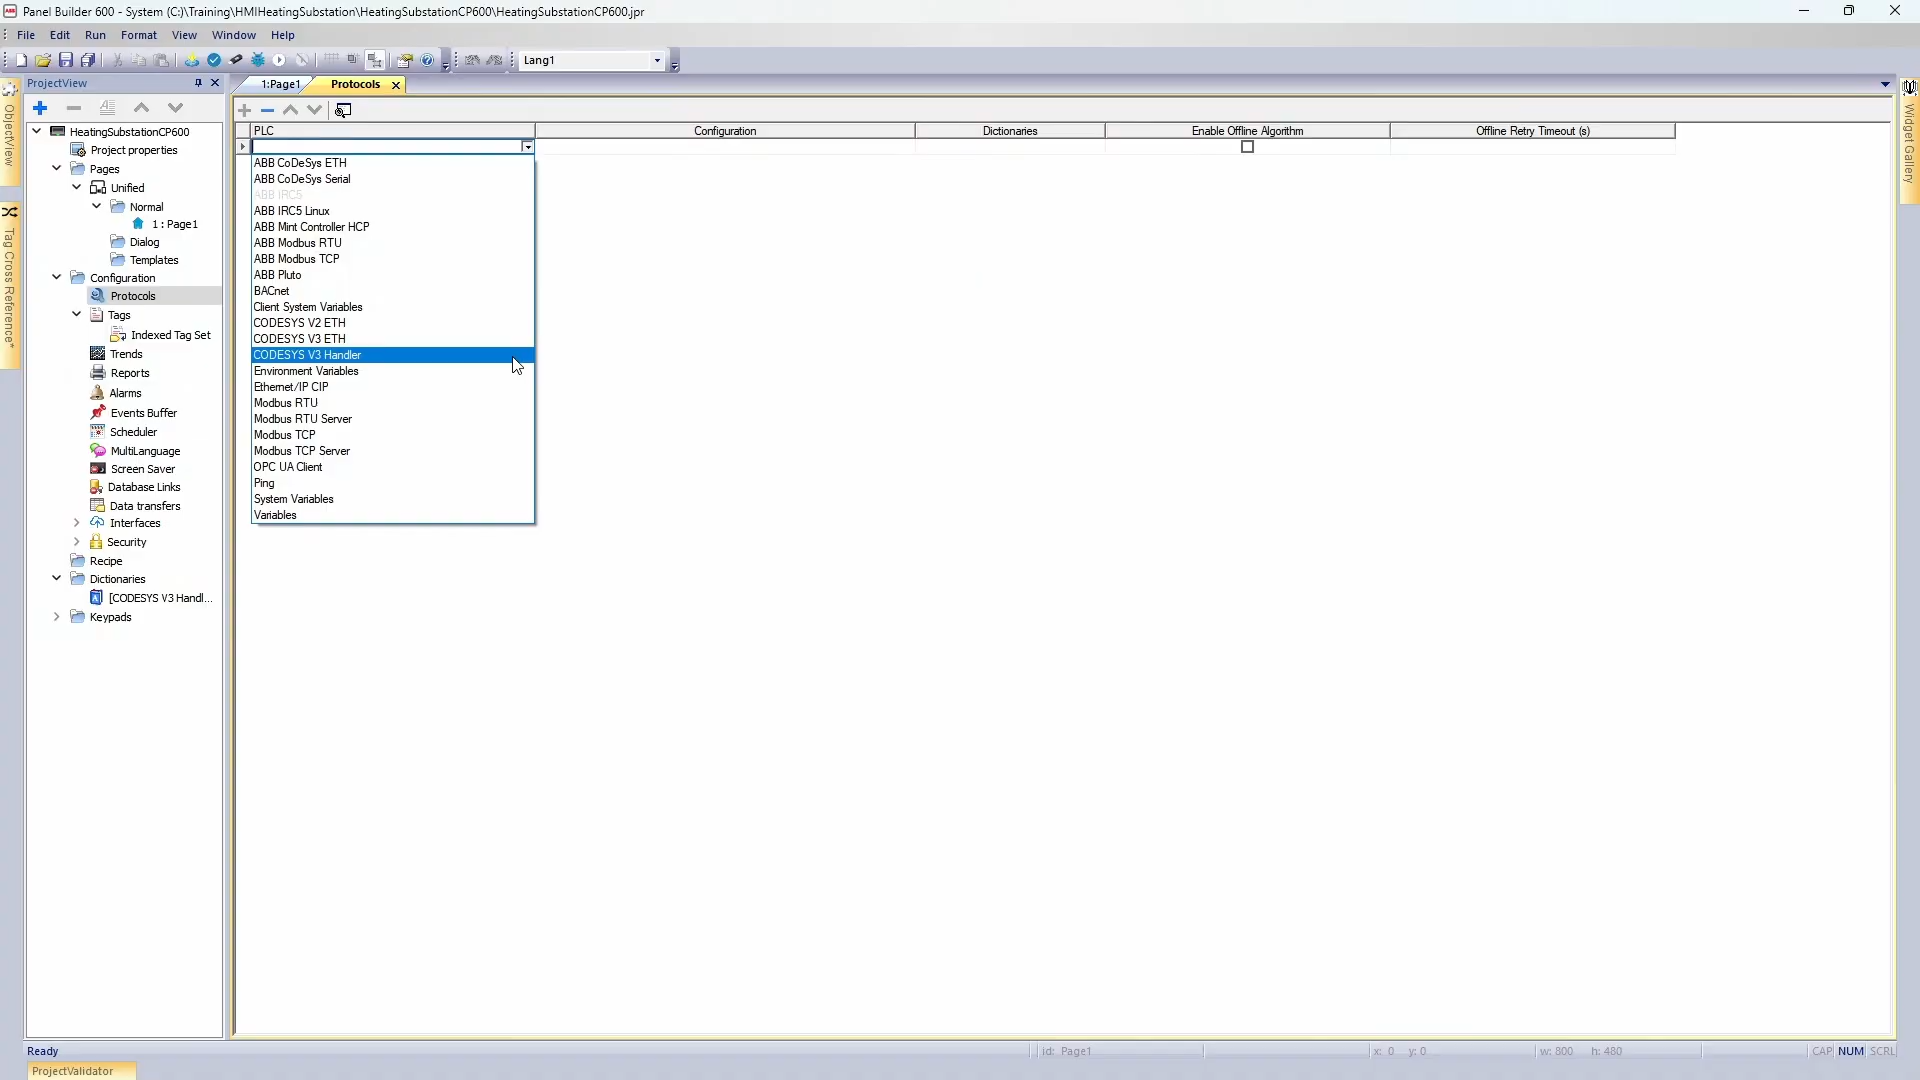 Panel Builder 600 - System (C:)\Training\HMIHeatingSubstation\HeatingSubstationCP600\HeatingSubstationCP600.jpr
File Edit Run Format View Window Help
Lang1
ProjectView
1:Page1 Protocols
ObjectView
Tag Cross Reference*
Widget Gallery
HeatingSubstationCP600
Project properties
Pages
Unified
Normal
1 : Page1
Dialog
Templates
Configuration
Protocols
Tags
Indexed Tag Set
Trends
Reports
Alarms
Events Buffer
Scheduler
MultiLanguage
Screen Saver
Database Links
Data transfers
Interfaces
Security
Recipe
Dictionaries
[CODESYS V3 Handl...
Keypads
PLC Configuration Dictionaries Enable Offline Algorithm Offline Retry Timeout (s)
ABB CoDeSys ETH
ABB CoDeSys Serial
ABB IRC5
ABB IRC5 Linux
ABB Mint Controller HCP
ABB Modbus RTU
ABB Modbus TCP
ABB Pluto
BACnet
Client System Variables
CODESYS V2 ETH
CODESYS V3 ETH
CODESYS V3 Handler
Environment Variables
Ethernet/IP CIP
Modbus RTU
Modbus RTU Server
Modbus TCP
Modbus TCP Server
OPC UA Client
Ping
System Variables
Variables
Ready id: Page1 x: 0 y: 0 w: 800 h: 480 CAP NUM SCRL
ProjectValidator